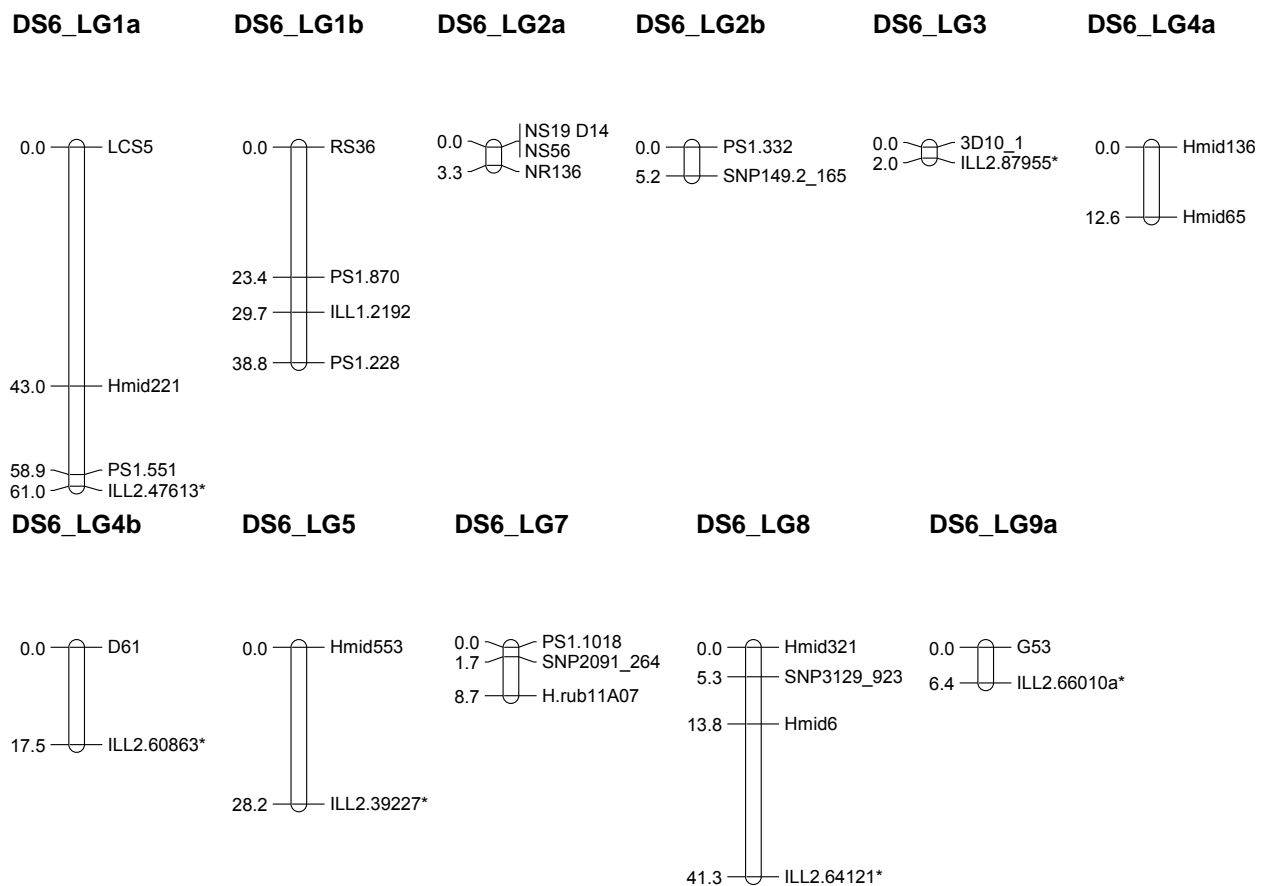 DS6_LG1a DS6_LG1b DS6_LG2a DS6_LG2b DS6_LG3 DS6_LG4a
0.0 LCS5
43.0 Hmid221
58.9 PS1.551
61.0 ILL2.47613*
0.0 RS36
23.4 PS1.870
29.7 ILL1.2192
38.8 PS1.228
0.0 NS19 D14
NS56
3.3 NR136
0.0 PS1.332
5.2 SNP149.2_165
0.0 3D10_1
2.0 ILL2.87955*
0.0 Hmid136
12.6 Hmid65
DS6_LG4b DS6_LG5 DS6_LG7 DS6_LG8 DS6_LG9a
0.0 D61
17.5 ILL2.60863*
0.0 Hmid553
28.2 ILL2.39227*
0.0 PS1.1018
1.7 SNP2091_264
8.7 H.rub11A07
0.0 Hmid321
5.3 SNP3129_923
13.8 Hmid6
41.3 ILL2.64121*
0.0 G53
6.4 ILL2.66010a*